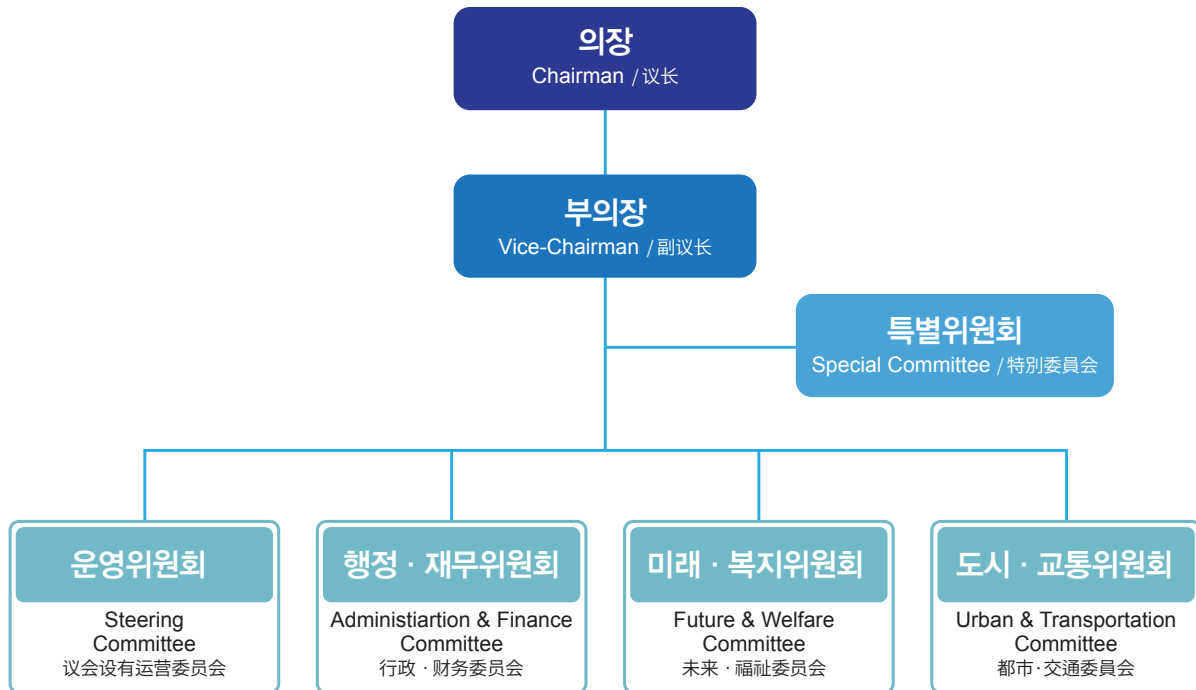 의장
Chairman / 议长
부의장
Vice-Chairman / 副议长
특별위원회
Special Committee / 特別委員会
운영위원회
Steering
Committee
议会设有运营委员会
행정 · 재무위원회
Administiartion & Finance
Committee
行政 · 财务委员会
미래 · 복지위원회
Future & Welfare
Committee
未来 · 福祉委员会
도시 · 교통위원회
Urban & Transportation
Committee
都市·交通委員会